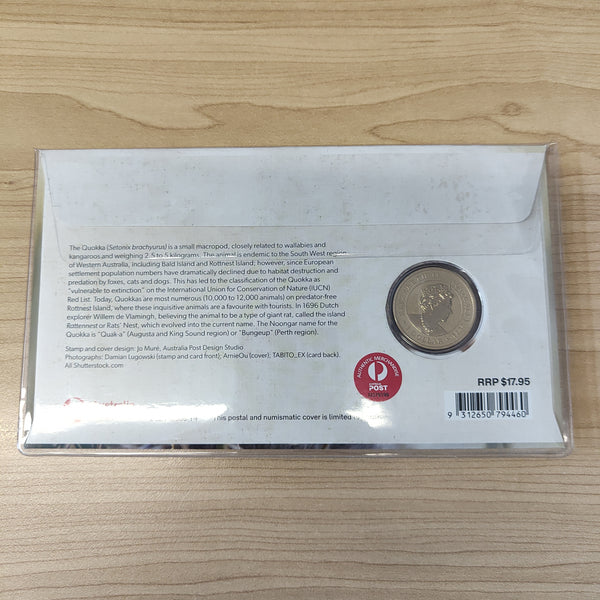 The Quokka (Setonix brachyurus) is a small macropod, closely related to wallabies and
kangaroos and weighing 2.5 to 5 kilograms. The animal is endemic to the South West region
of Western Australia, including Bald Island and Rottnest Island; however, since European
settlement population numbers have dramatically declined due to habitat destruction and
predation by foxes, cats and dogs. This has led to the classification of the Quokka as
"vulnerable to extinction" on the International Union for Conservation of Nature (IUCN)
Red List. Today, Quokkas are most numerous (10,000 to 12,000 animals) on predator-free
Rottnest Island, where these inquisitive animals are a favourite with tourists. In 1696 Dutch
explorer Willem de Vlamingh, believing the animal to be a type of giant rat, called the island
Rottennest or Rats' Nest, which evolved into the current name. The Noongar name for the
Quokka is "Quak-a" (Augusta and King Sound region) or "Bungeup" (Perth region).
Stamp and cover design: Jo Muré, Australia Post Design Studio
Photographs: Damian Lugowski (stamp and card front); ArnieOu (cover); TABITO_EX (card back).
All Shutterstock.com
AUTHENTIC MERCHANDISE
POST
RRP $17.95
This postal and numismatic cover is limited
9 312650 794460